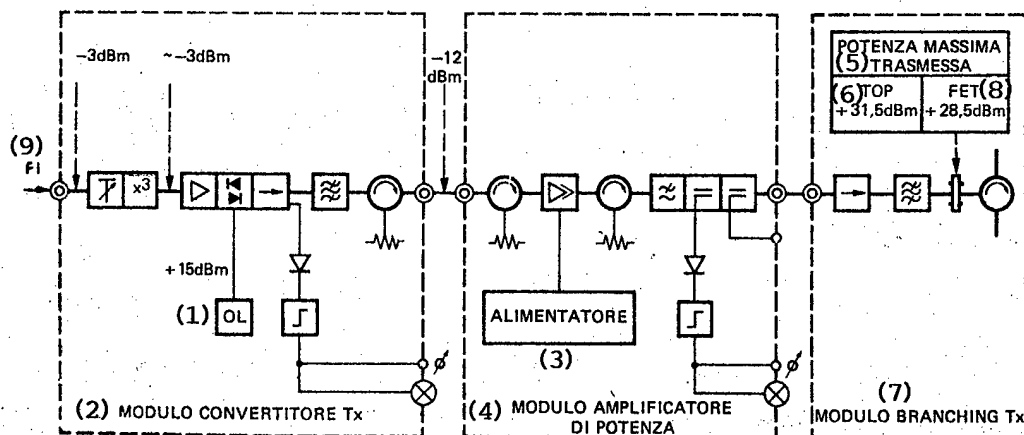 −3dBm
~−3dBm
−12
dBm
POTENZA MASSIMA
(5) TRASMESSA
(6) TOP
+31,5dBm
FET (8)
+28,5dBm
(9)
FI
x³
+15dBm
(1) OL
ALIMENTATORE
(3)
(2) MODULO CONVERTITORE Tx
(4) MODULO AMPLIFICATORE
DI POTENZA
(7)
MODULO BRANCHING Tx